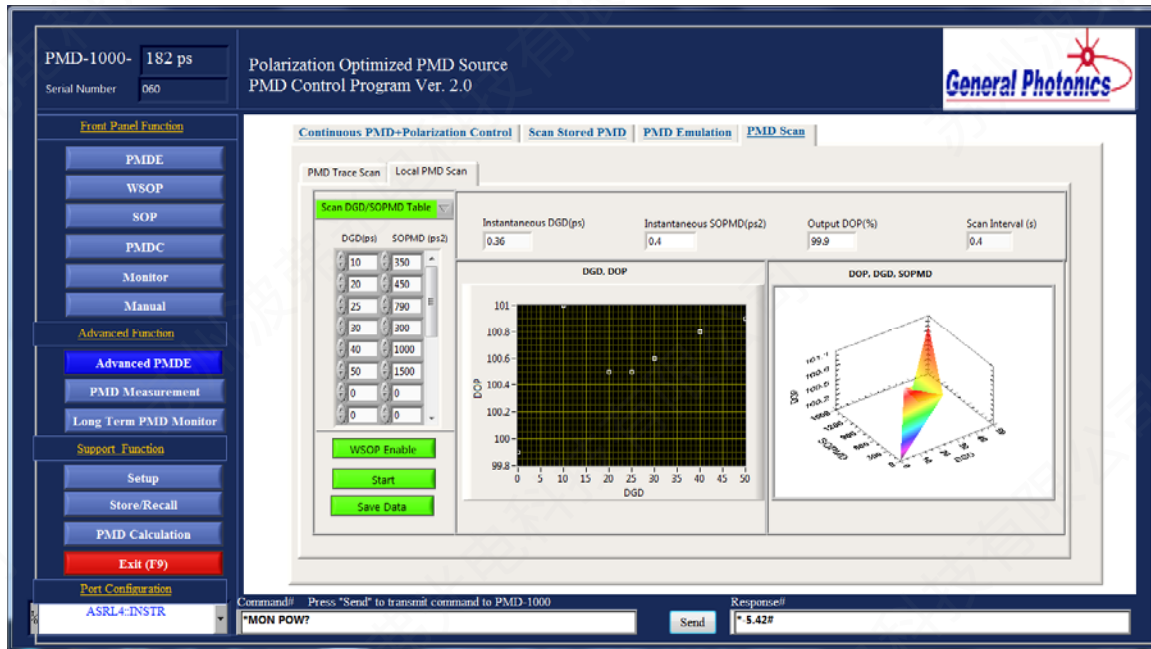 PMD-1000- 182 ps
Serial Number 060
Polarization Optimized PMD Source
PMD Control Program Ver. 2.0
General Photonics
Front Panel Function
PMDE
WSOP
SOP
PMDC
Monitor
Manual
Advanced Function
Advanced PMDE
PMD Measurement
Long Term PMD Monitor
Support Function
Setup
Store/Recall
PMD Calculation
Exit (F9)
Port Configuration
ASRL4::INSTR
Continuous PMD+Polarization Control Scan Stored PMD PMD Emulation PMD Scan
PMD Trace Scan Local PMD Scan
Scan DGD/SOPMD Table
DGD(ps) SOPMD (ps2)
10 350
20 450
25 790
30 300
40 1000
50 1500
0 0
0 0
WSOP Enable
Start
Save Data
Instantaneous DGD(ps) Instantaneous SOPMD(ps2) Output DOP(%) Scan Interval (s)
0.36 0.4 99.9 0.4
DGD, DOP
101
100.8
100.6
100.4
100.2
100
99.8
DOP
0 5 10 15 20 25 30 35 40 45 50
DGD
DOP, DGD, SOPMD
DOP
SOPMD
DGD
Command# Press "Send" to transmit command to PMD-1000
*MON POW?
Send
Response#
*-5.42#